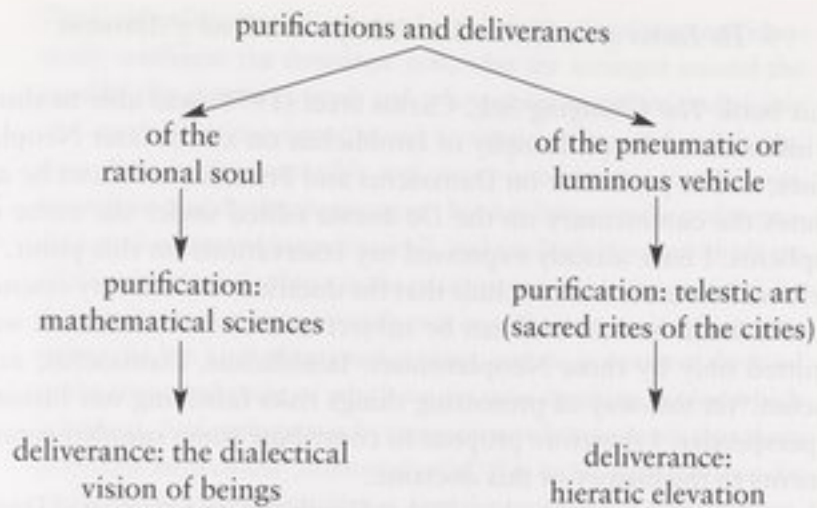 purifications and deliverances
of the
rational soul
of the pneumatic or
luminous vehicle
purification:
mathematical sciences
purification: telestic art
(sacred rites of the cities)
deliverance: the dialectical
vision of beings
deliverance:
hieratic elevation